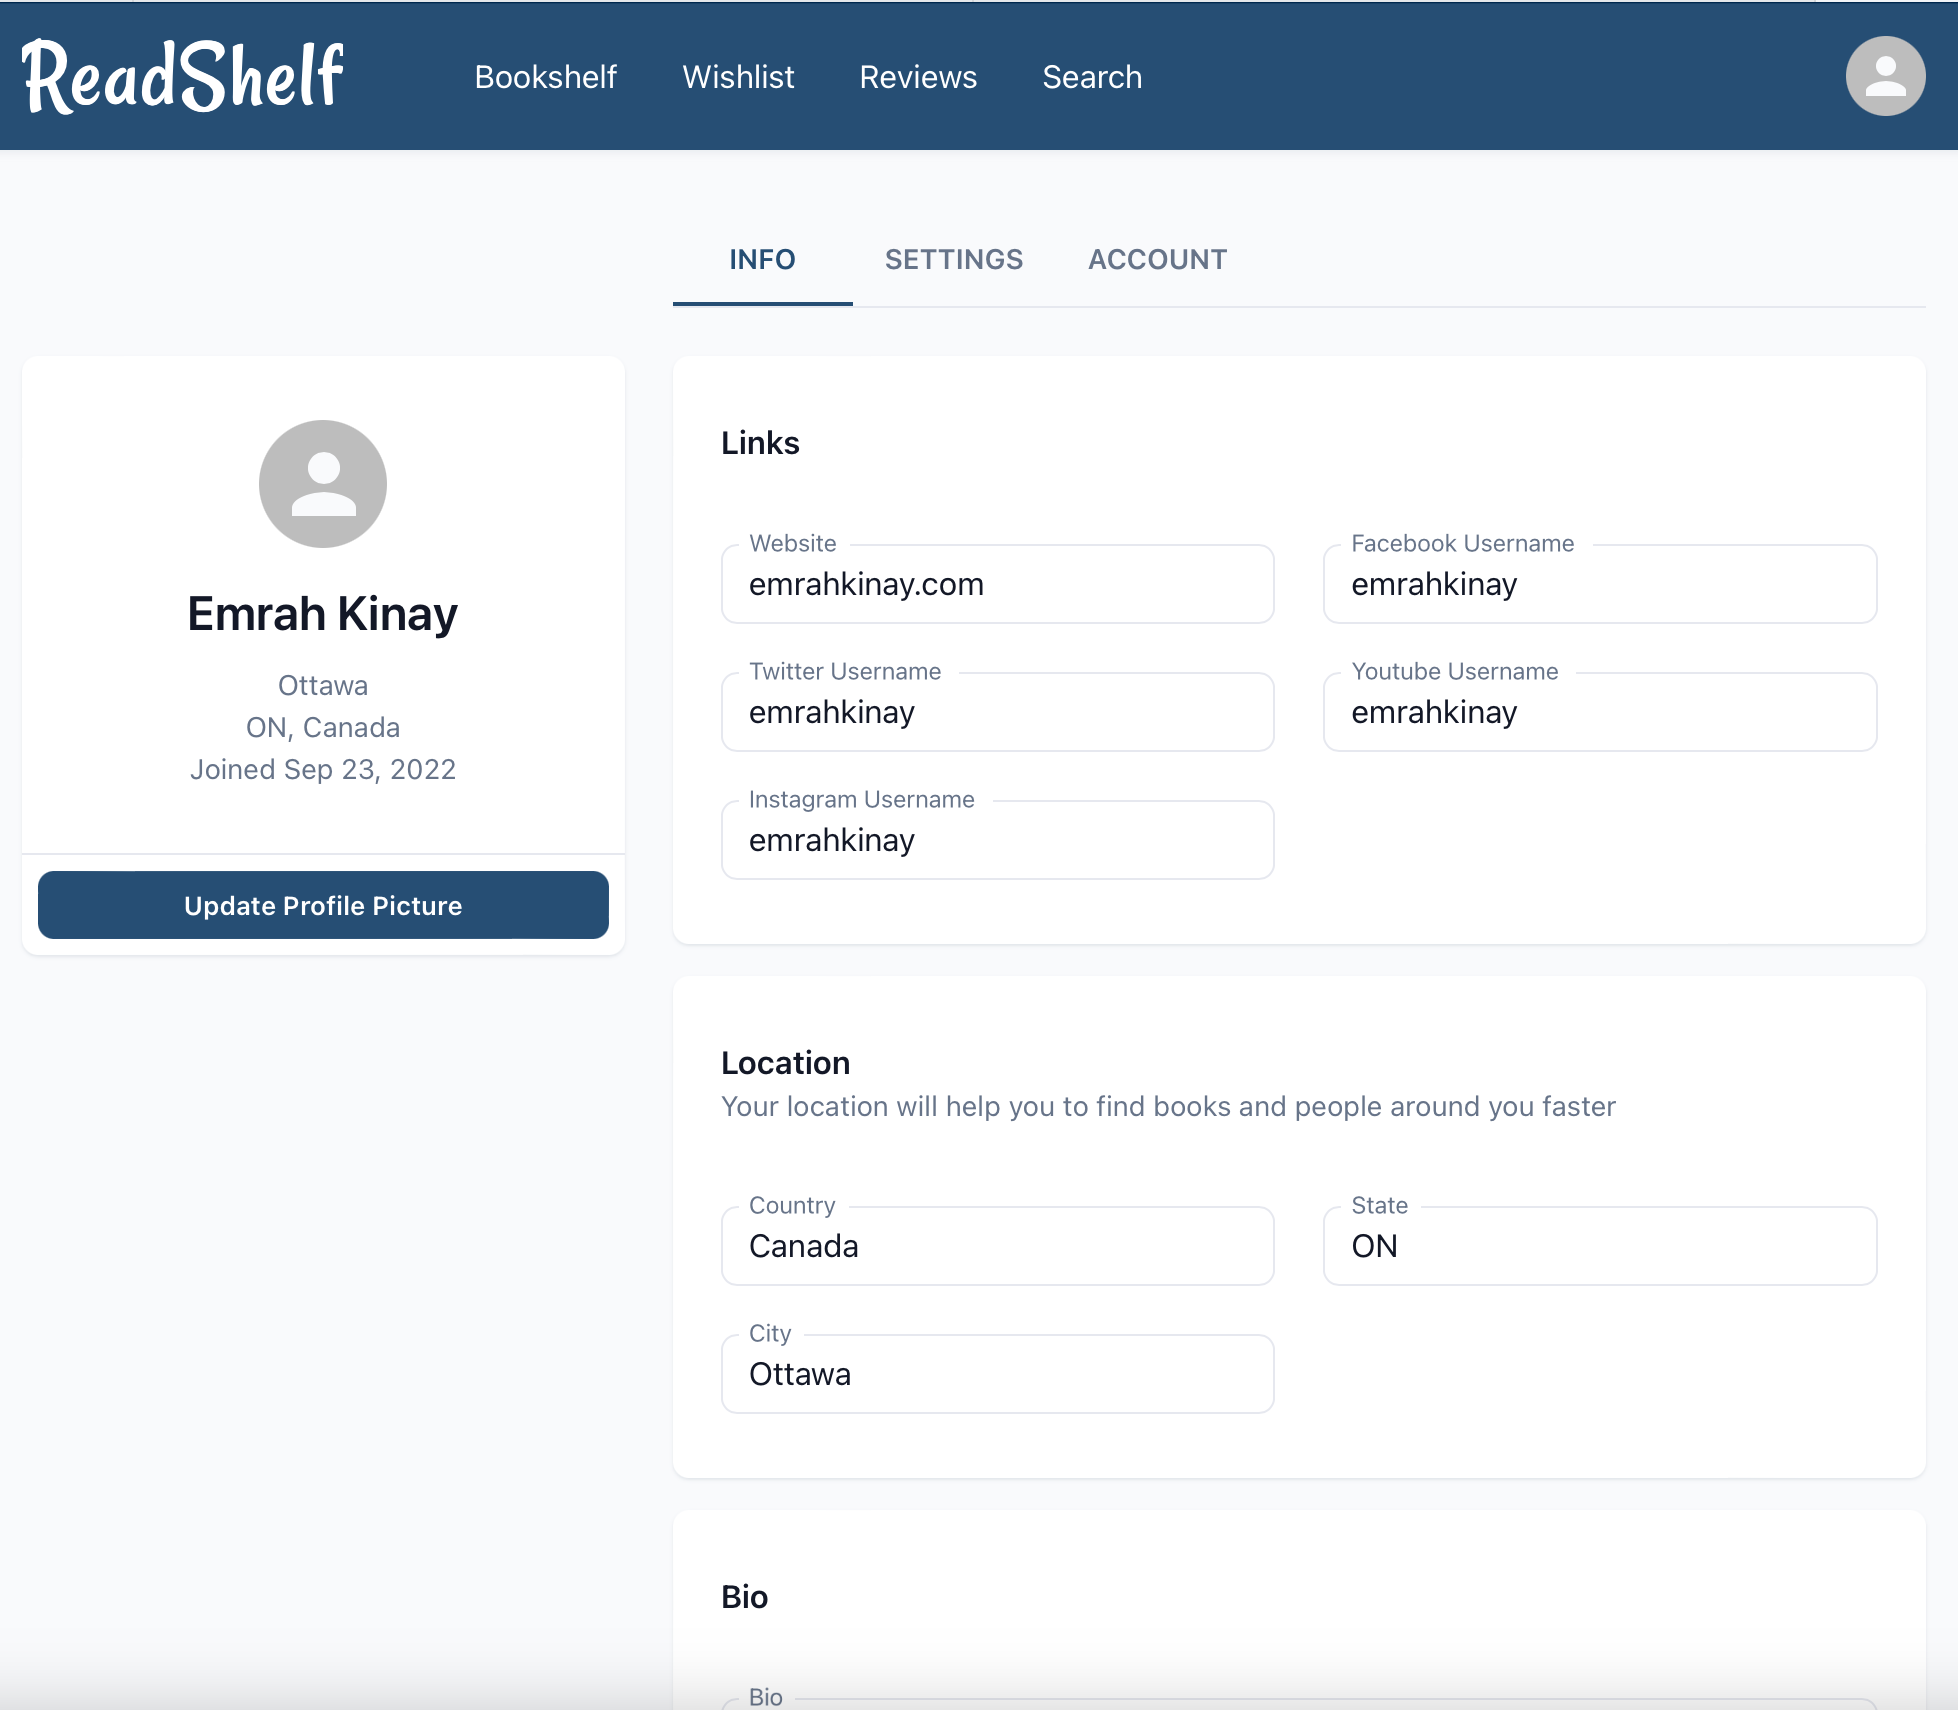 ReadShelf
Bookshelf Wishlist Reviews Search
INFO SETTINGS ACCOUNT
Emrah Kinay
Ottawa
ON, Canada
Joined Sep 23, 2022
Update Profile Picture
Links
Website
emrahkinay.com
Facebook Username
emrahkinay
Twitter Username
emrahkinay
Youtube Username
emrahkinay
Instagram Username
emrahkinay
Location
Your location will help you to find books and people around you faster
Country
Canada
State
ON
City
Ottawa
Bio
Bio